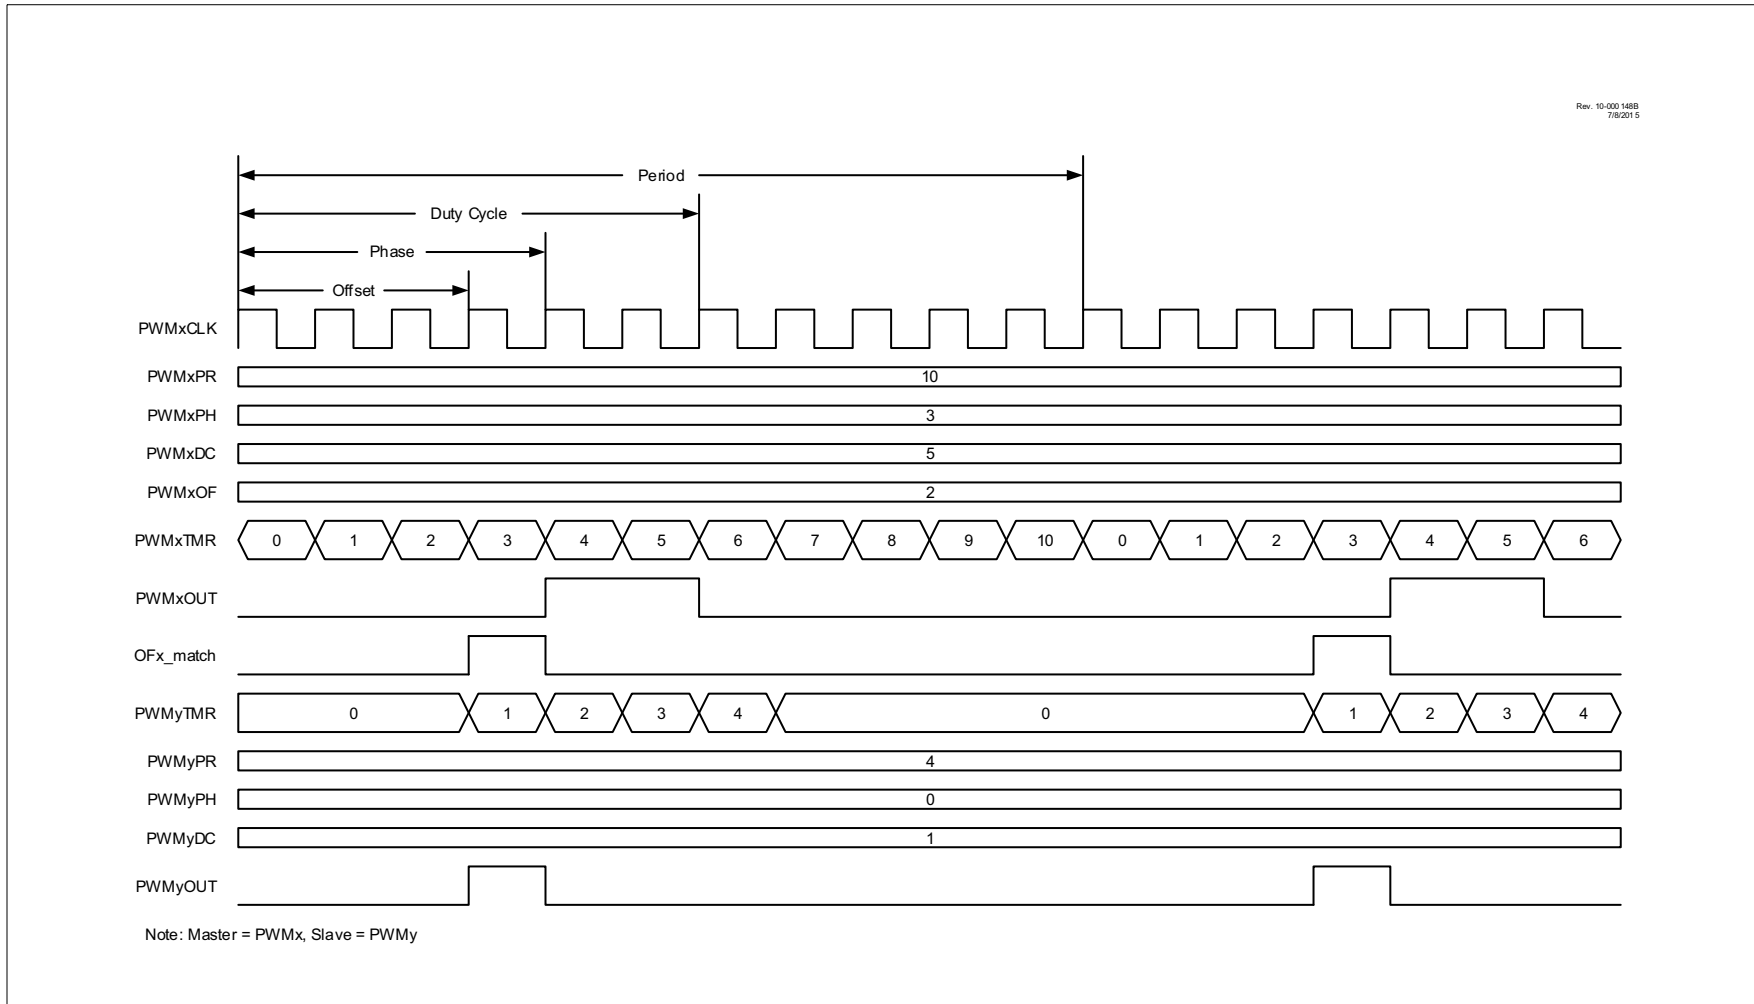 Rev. 10-000 148B
7/8/201 5
Period
Duty Cycle
Phase
Offset
PWMxCLK
PWMxPR 10
PWMxPH 3
PWMxDC 5
PWMxOF 2
PWMxTMR 0 1 2 3 4 5 6 7 8 9 10 0 1 2 3 4 5 6
PWMxOUT
OFx_match
PWMyTMR 0 1 2 3 4 0 1 2 3 4
PWMyPR 4
PWMyPH 0
PWMyDC 1
PWMyOUT
Note: Master = PWMx, Slave = PWMy